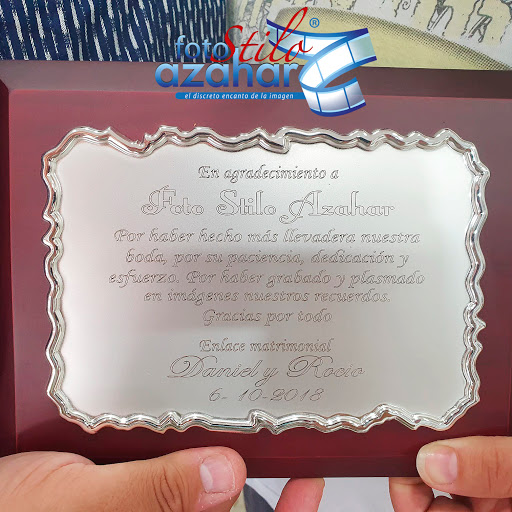 foto Stilo ®
azahar
el discreto encanto de la imagen
En agradecimiento a
Foto Stilo Azahar
Por haber hecho más llevadera nuestra
boda, por su paciencia, dedicación y
esfuerzo. Por haber grabado y plasmado
en imágenes nuestros recuerdos.
Gracias por todo
Enlace matrimonial
Daniel y Rocio
6- 10-2018